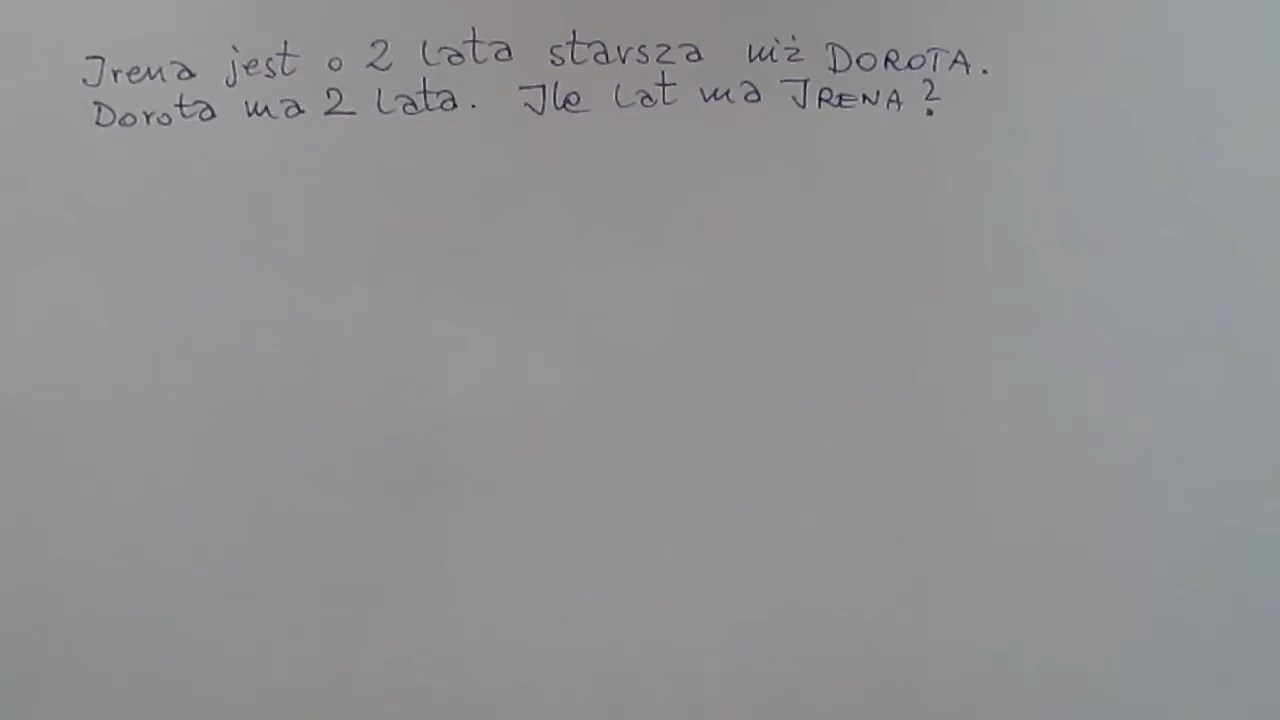 Irena jest o 2 lata starsza niż DOROTA.
Dorota ma 2 lata. Ile lat ma IRENA?